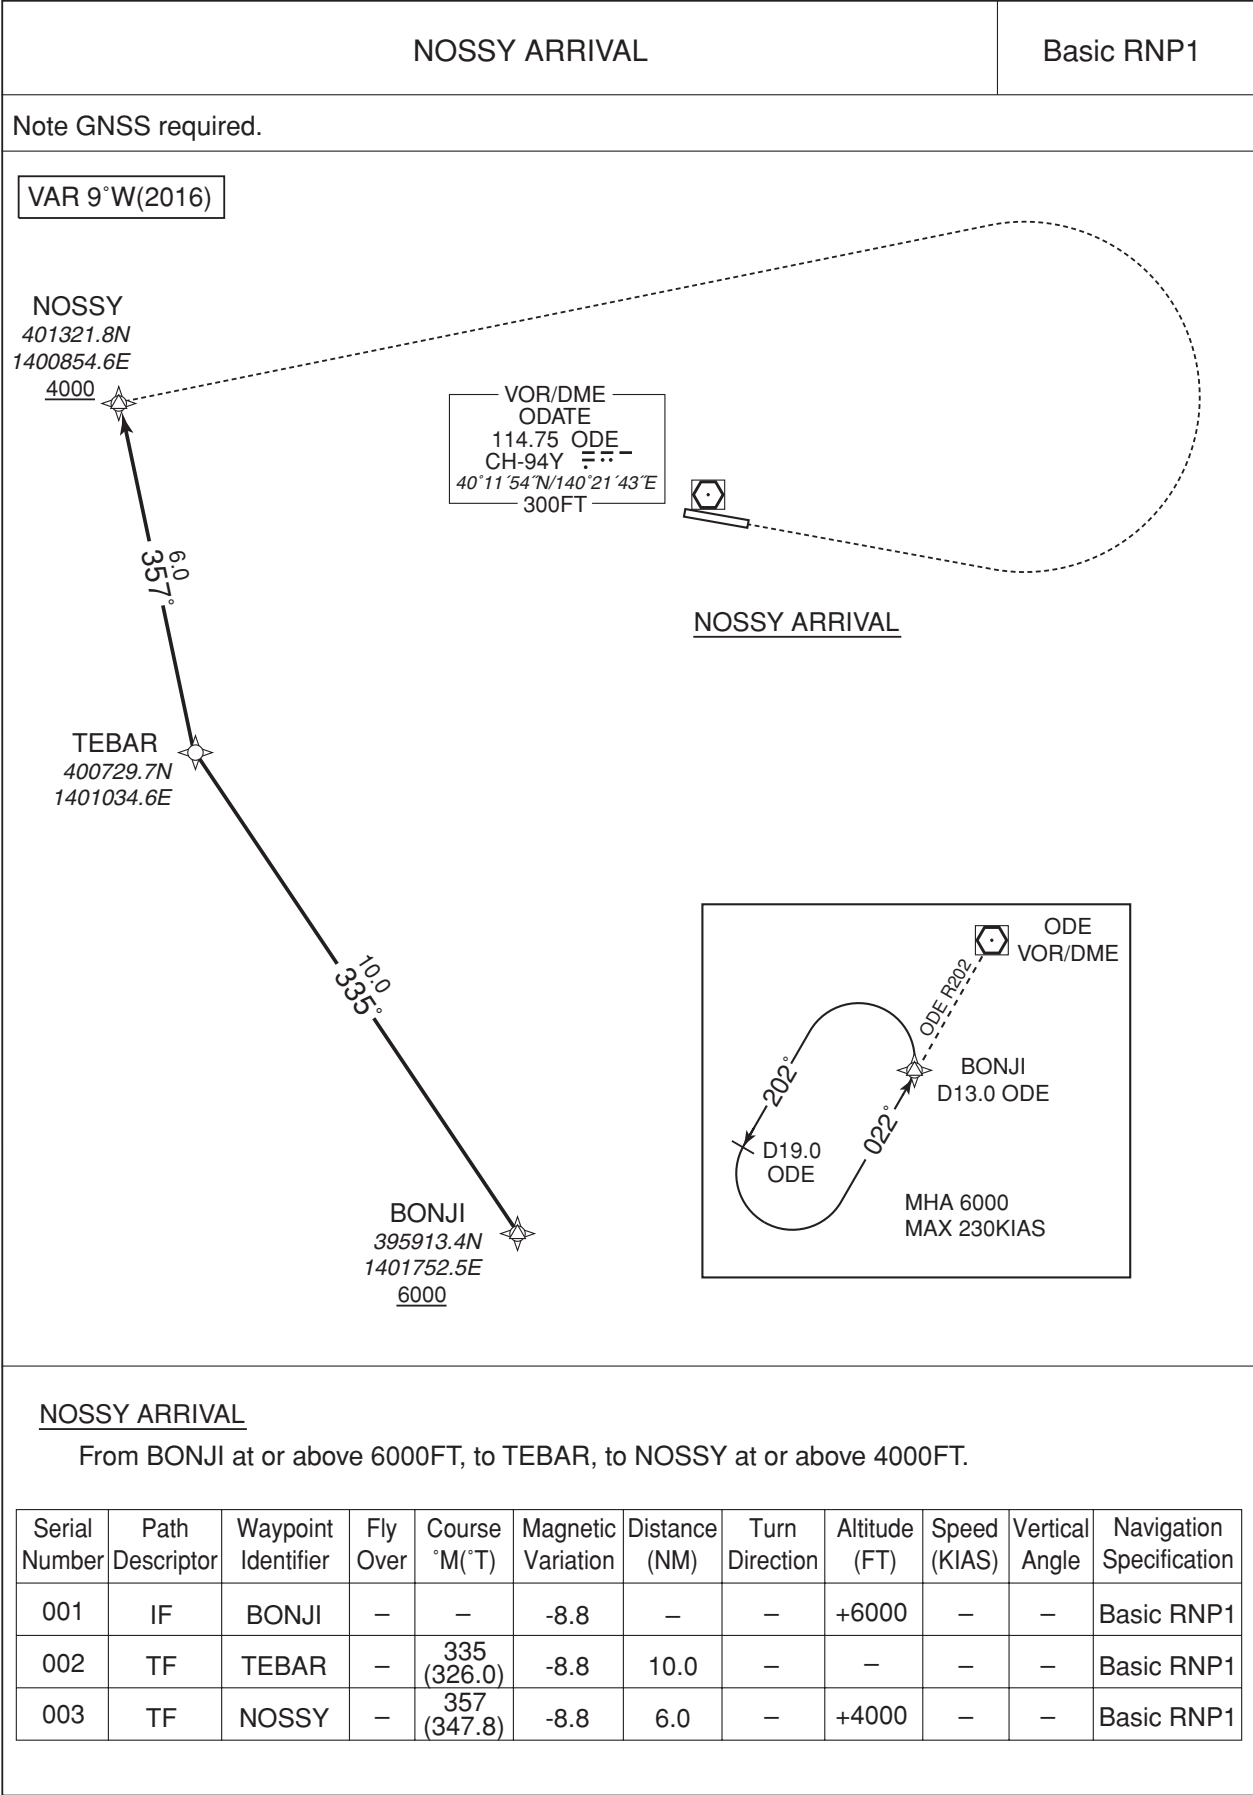 NOSSY ARRIVAL
Basic RNP1
Note GNSS required.
VAR 9°W(2016)
NOSSY
401321.8N
1400854.6E
4000
VOR/DME
ODATE
114.75 ODE
CH-94Y
40°11´54˝N/140°21´43˝E
300FT
NOSSY ARRIVAL
6.0
357°
TEBAR
400729.7N
1401034.6E
10.0
335°
BONJI
395913.4N
1401752.5E
6000
ODE
VOR/DME
ODE R202
BONJI
D13.0 ODE
202°
022°
D19.0
ODE
MHA 6000
MAX 230KIAS
NOSSY ARRIVAL
From BONJI at or above 6000FT, to TEBAR, to NOSSY at or above 4000FT.
Serial Number Path Descriptor Waypoint Identifier Fly Over Course °M(°T) Magnetic Variation Distance (NM) Turn Direction Altitude (FT) Speed (KIAS) Vertical Angle Navigation Specification
001 IF BONJI – – -8.8 – – +6000 – – Basic RNP1
002 TF TEBAR – 335 (326.0) -8.8 10.0 – – – – Basic RNP1
003 TF NOSSY – 357 (347.8) -8.8 6.0 – +4000 – – Basic RNP1